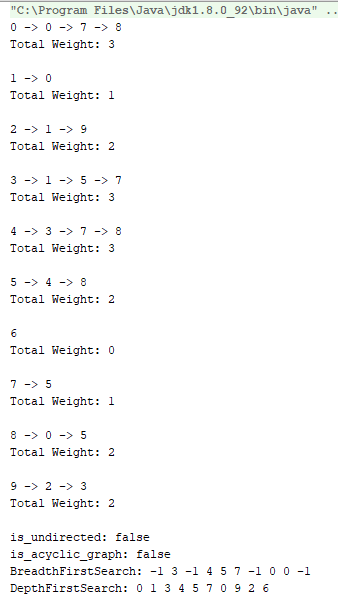 "C:\Program Files\Java\jdk1.8.0_92\bin\java" ..
0 -> 0 -> 7 -> 8
Total Weight: 3
1 -> 0
Total Weight: 1
2 -> 1 -> 9
Total Weight: 2
3 -> 1 -> 5 -> 7
Total Weight: 3
4 -> 3 -> 7 -> 8
Total Weight: 3
5 -> 4 -> 8
Total Weight: 2
6
Total Weight: 0
7 -> 5
Total Weight: 1
8 -> 0 -> 5
Total Weight: 2
9 -> 2 -> 3
Total Weight: 2
is_undirected: false
is_acyclic_graph: false
BreadthFirstSearch: -1 3 -1 4 5 7 -1 0 0 -1
DepthFirstSearch: 0 1 3 4 5 7 0 9 2 6